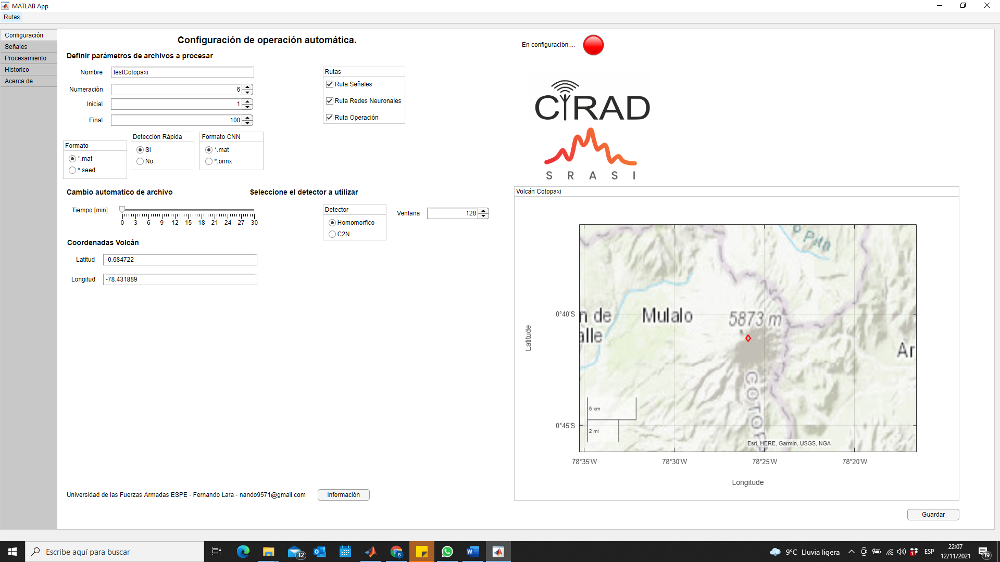 MATLAB App
Rutas
Configuración
Señales
Procesamiento
Historico
Acerca de
Configuración de operación automática.
Definir parámetros de archivos a procesar
Nombre testCotopaxi
Numeración 6
Inicial 1
Final 100
Rutas
Ruta Señales
Ruta Redes Neuronales
Ruta Operación
Formato
*.mat
*.seed
Detección Rápida
Si
No
Formato CNN
*.mat
*.onnx
Cambio automatico de archivo
Tiempo [min]
0 3 6 9 12 15 18 21 24 27 30
Seleccione el detector a utilizar
Detector
Homomorfico
C2N
Ventana 128
Coordenadas Volcán
Latitud -0.684722
Longitud -78.431889
Universidad de las Fuerzas Armadas ESPE - Fernando Lara - nando9571@gmail.com
Información
En configuración....
CIRAD
SRASI
Volcán Cotopaxi
o Pita
n de
alle
Mulalo
5873 m
Ar
COTOP
5 km
2 mi
Esri, HERE, Garmin, USGS, NGA
Latitude
0°40'S
0°45'S
78°35'W 78°30'W 78°25'W 78°20'W
Longitude
Guardar
Escribe aquí para buscar
32
B
9°C Lluvia ligera
1
ESP
22:07
12/11/2021
19